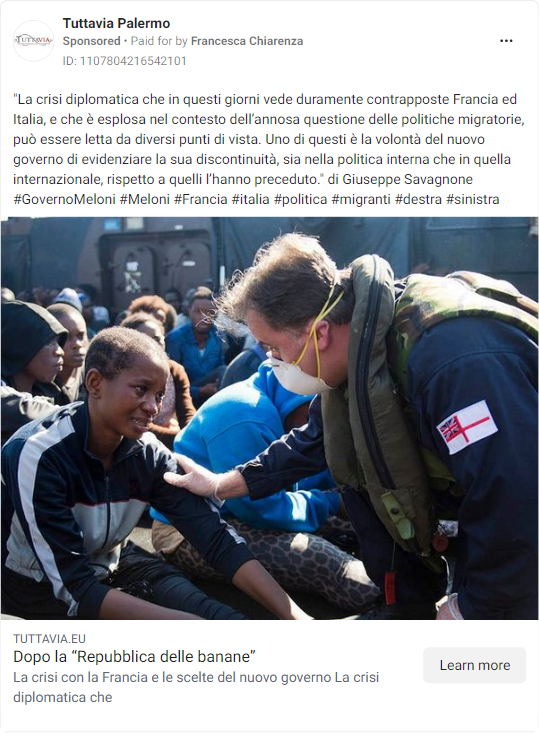 TUTTAVIA
Tuttavia Palermo
Sponsored • Paid for by Francesca Chiarenza
ID: 1107804216542101
"La crisi diplomatica che in questi giorni vede duramente contrapposte Francia ed
Italia, e che è esplosa nel contesto dell'annosa questione delle politiche migratorie,
può essere letta da diversi punti di vista. Uno di questi è la volontà del nuovo
governo di evidenziare la sua discontinuità, sia nella politica interna che in quella
internazionale, rispetto a quelli l'hanno preceduto." di Giuseppe Savagnone
#GovernoMeloni #Meloni #Francia #italia #politica #migranti #destra #sinistra
TUTTAVIA.EU
Dopo la “Repubblica delle banane”
La crisi con la Francia e le scelte del nuovo governo La crisi
diplomatica che
Learn more